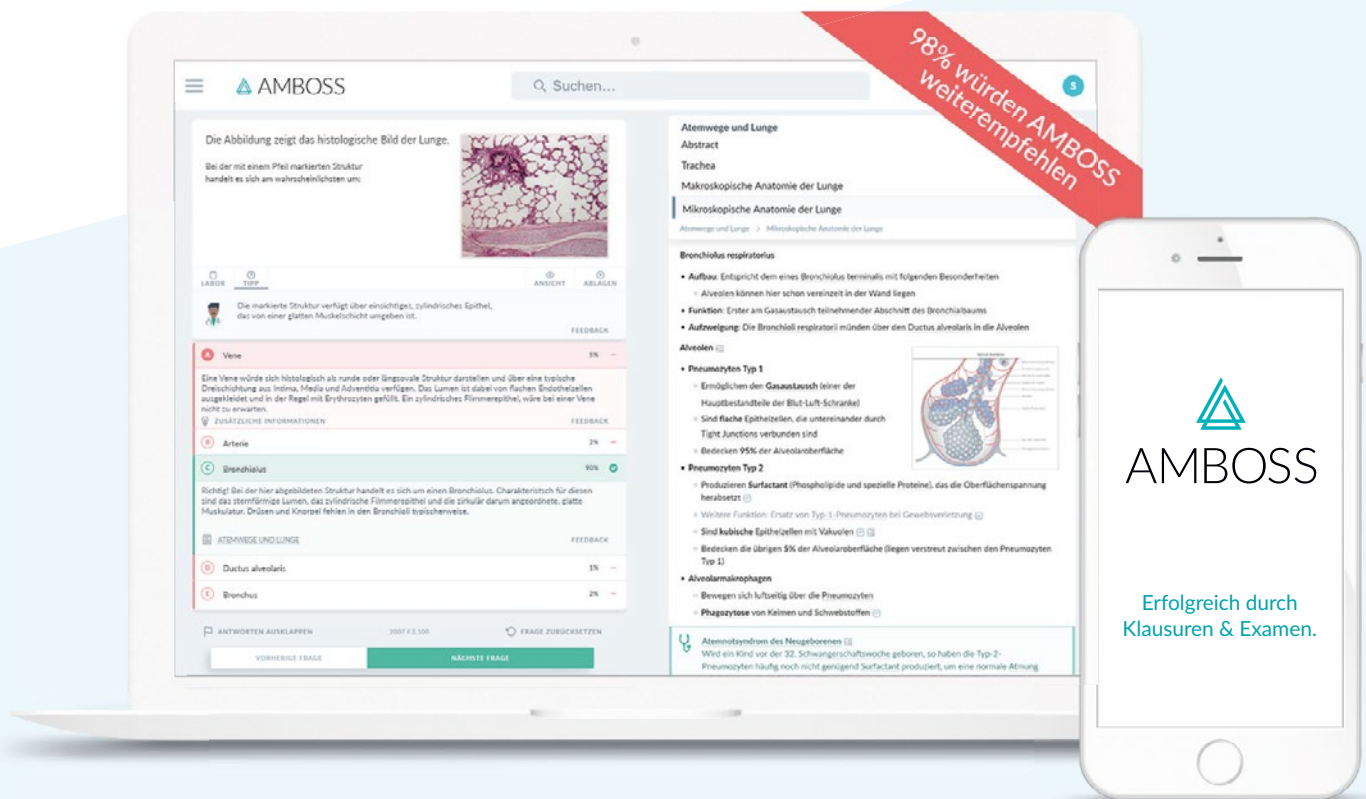 98% würden AMBOSS
weiterempfehlen
AMBOSS
Suchen...
S
Die Abbildung zeigt das histologische Bild der Lunge.
Bei der mit einem Pfeil markierten Struktur
handelt es sich am wahrscheinlichsten um:
LABOR
TIPP
ANSICHT
ABLAGEN
Die markierte Struktur verfügt über einschichtiges, zylindrisches Epithel,
das von einer glatten Muskelschicht umgeben ist.
FEEDBACK
A Vene 5%
Eine Vene würde sich histologisch als runde oder längsovale Struktur darstellen und über eine typische
Dreischichtung aus Intima, Media und Adventitia verfügen. Das Lumen ist dabei von flachen Endothelzellen
ausgekleidet und in der Regel mit Erythrozyten gefüllt. Ein zylindrisches Flimmerepithel, wäre bei einer Vene
nicht zu erwarten.
ZUSÄTZLICHE INFORMATIONEN
FEEDBACK
B Arterie 2%
C Bronchiolus 90%
Richtig! Bei der hier abgebildeten Struktur handelt es sich um einen Bronchiolus. Charakteristisch für diesen
sind das sternförmige Lumen, das zylindrische Flimmerepithel und die zirkulär darum angeordnete, glatte
Muskulatur. Drüsen und Knorpel fehlen in den Bronchioli typischerweise.
ATEMWEGE UND LUNGE
FEEDBACK
D Ductus alveolaris 1%
E Bronchus 2%
ANTWORTEN AUSKLAPPEN
FRAGE ZURÜCKSETZEN
VORHERIGE FRAGE
NÄCHSTE FRAGE
Atemwege und Lunge
Abstract
Trachea
Makroskopische Anatomie der Lunge
Mikroskopische Anatomie der Lunge
Atemwege und Lunge > Mikroskopische Anatomie der Lunge
Bronchiolus respiratorius
• Aufbau: Entspricht dem eines Bronchiolus terminalis mit folgenden Besonderheiten
Alveolen können hier schon vereinzelt in der Wand liegen
• Funktion: Erster am Gasaustausch teilnehmender Abschnitt des Bronchialbaums
• Aufzweigung: Die Bronchioli respiratorii münden über den Ductus alveolaris in die Alveolen
Alveolen
• Pneumozyten Typ 1
Ermöglichen den Gasaustausch (einer der
Hauptbestandteile der Blut-Luft-Schranke)
Sind flache Epithelzellen, die untereinander durch
Tight Junctions verbunden sind
Bedecken 95% der Alveolaroberfläche
• Pneumozyten Typ 2
Produzieren Surfactant (Phospholipide und spezielle Proteine), das die Oberflächenspannung
herabsetzt
Weitere Funktion: Ersatz von Typ-1-Pneumozyten bei Gewebsverletzung
Sind kubische Epithelzellen mit Vakuolen
Bedecken die übrigen 5% der Alveolaroberfläche (liegen verstreut zwischen den Pneumozyten
Typ 1)
• Alveolarmakrophagen
Bewegen sich luftseitig über die Pneumozyten
Phagozytose von Keimen und Schwebstoffen
Atemnotsyndrom des Neugeborenen
Wird ein Kind vor der 32. Schwangerschaftswoche geboren, so haben die Typ-2-
Pneumozyten häufig noch nicht genügend Surfactant produziert, um eine normale Atmung
AMBOSS
Erfolgreich durch
Klausuren & Examen.